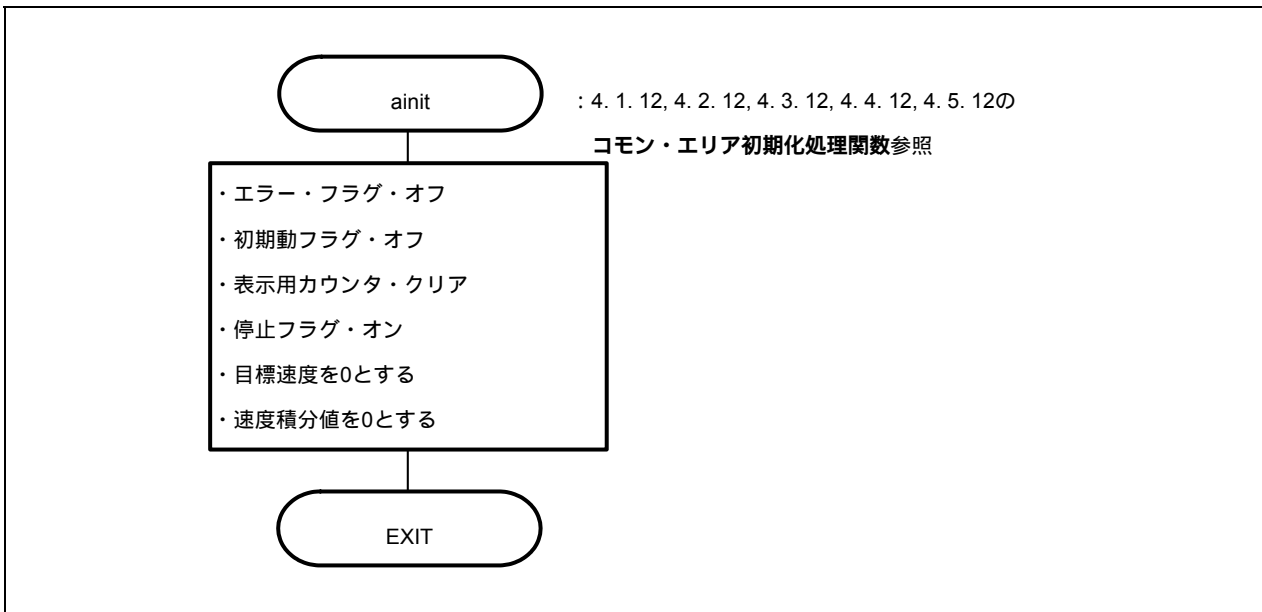 ainit
: 4. 1. 12, 4. 2. 12, 4. 3. 12, 4. 4. 12, 4. 5. 12の
コモン・エリア初期化処理関数参照
・エラー・フラグ・オフ
・初期動フラグ・オフ
・表示用カウンタ・クリア
・停止フラグ・オン
・目標速度を0とする
・速度積分値を0とする
EXIT